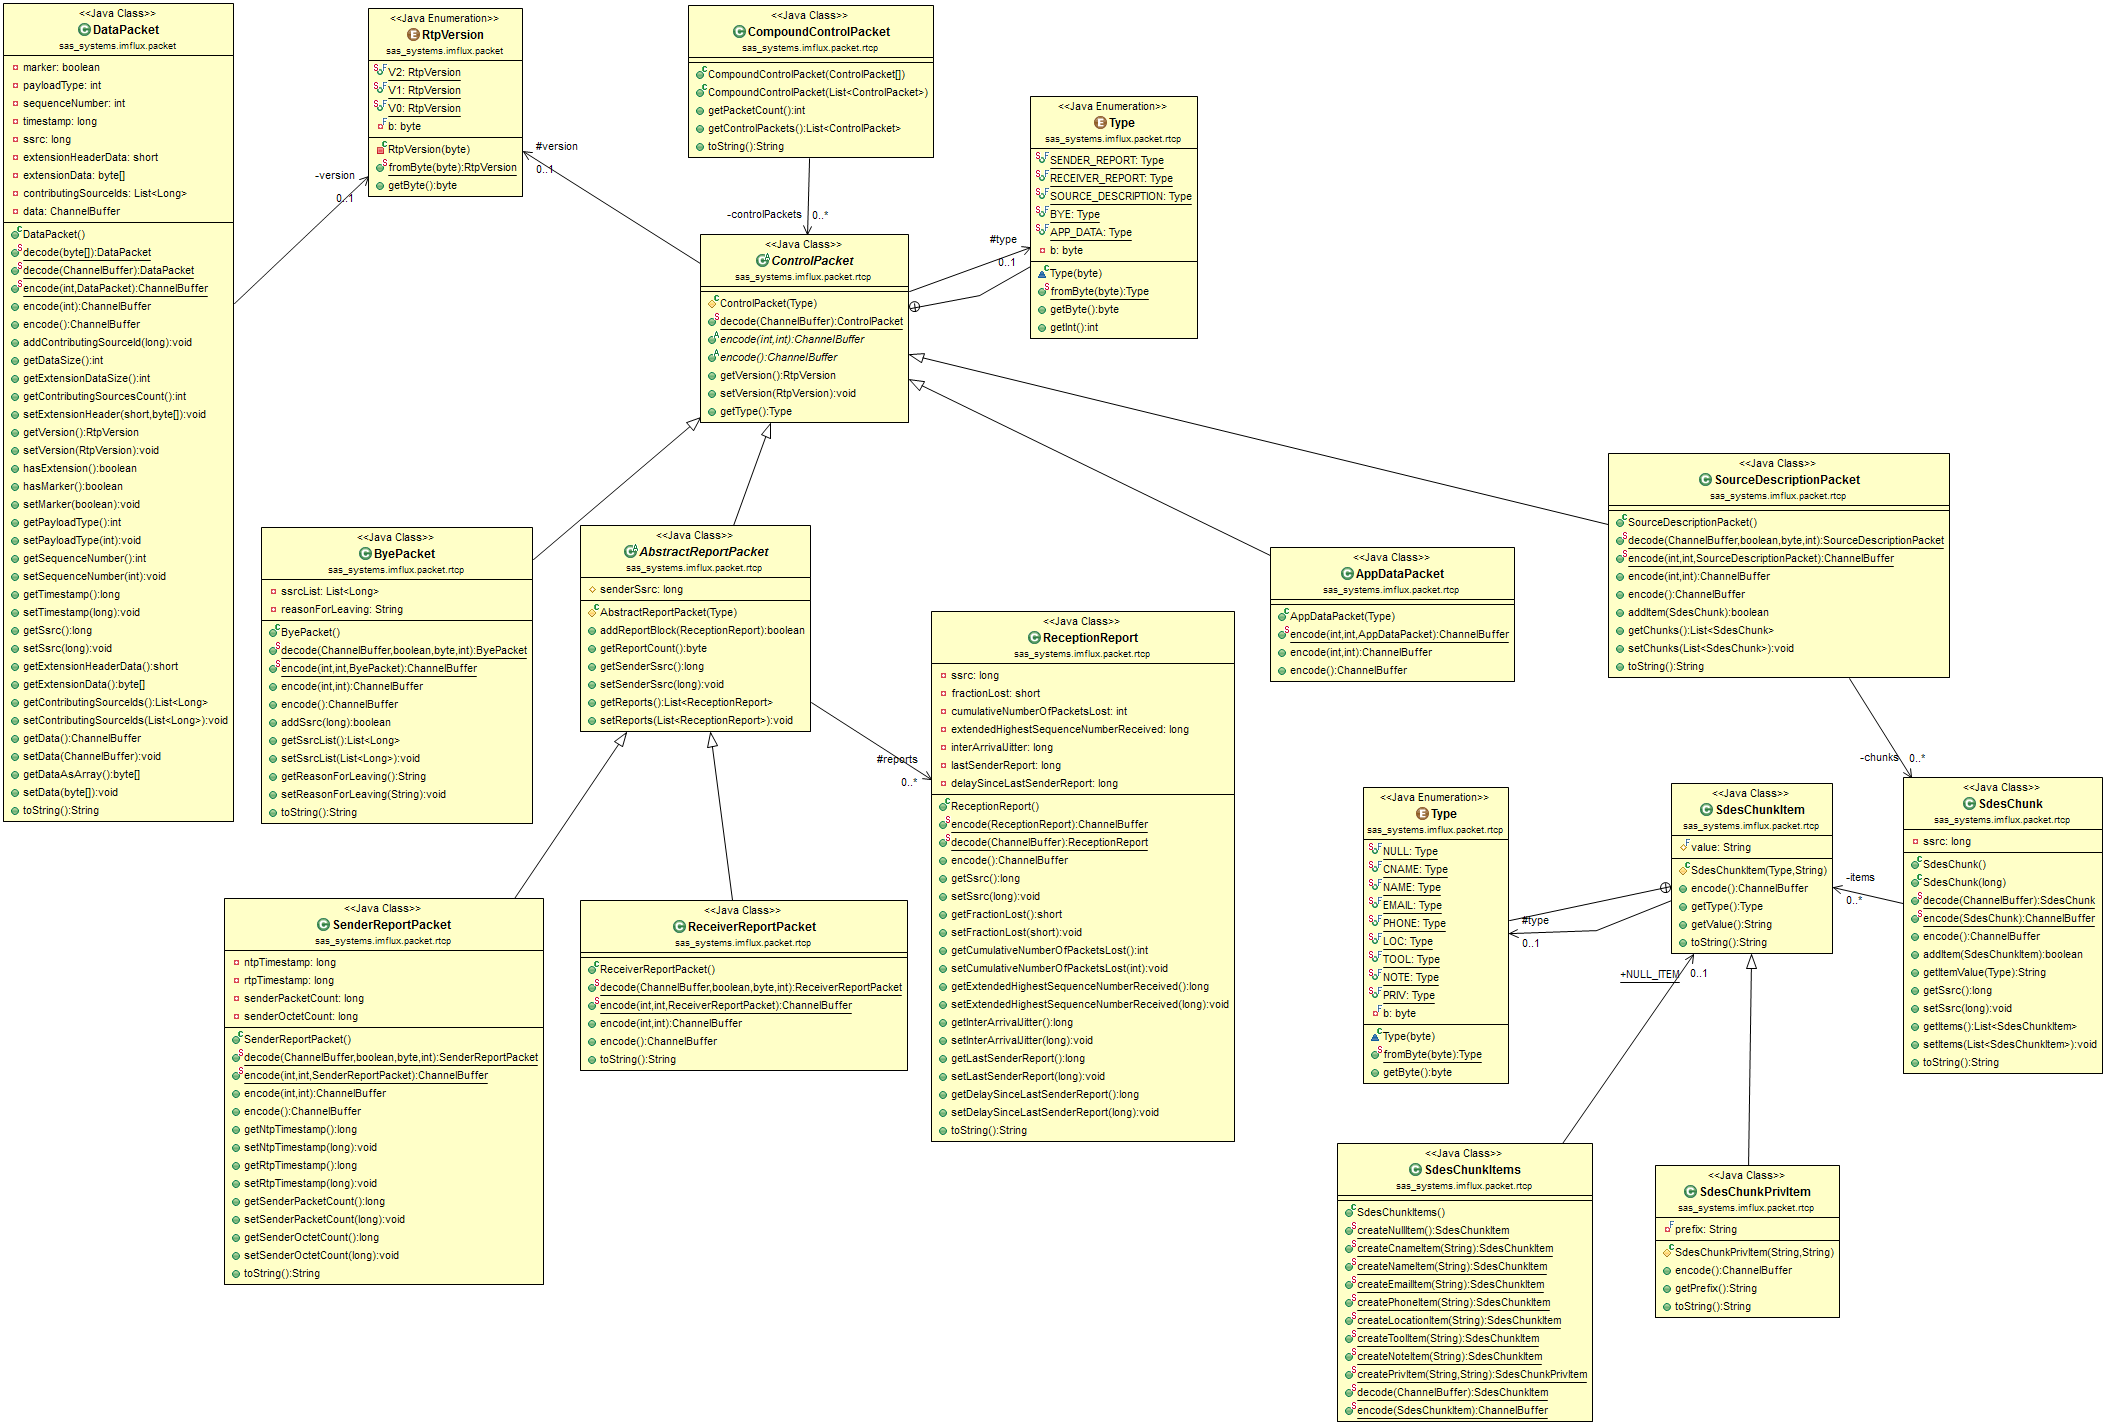 <<Java Class>>
DataPacket
sas_systems.imflux.packet
marker: boolean
payloadType: int
sequenceNumber: int
timestamp: long
ssrc: long
extensionHeaderData: short
extensionData: byte[]
contributingSourceIds: List<Long>
data: ChannelBuffer
DataPacket()
decode(byte[]):DataPacket
decode(ChannelBuffer):DataPacket
encode(int,DataPacket):ChannelBuffer
encode(int):ChannelBuffer
encode():ChannelBuffer
addContributingSourceId(long):void
getDataSize():int
getExtensionDataSize():int
getContributingSourcesCount():int
setExtensionHeader(short,byte[]):void
getVersion():RtpVersion
setVersion(RtpVersion):void
hasExtension():boolean
hasMarker():boolean
setMarker(boolean):void
getPayloadType():int
setPayloadType(int):void
getSequenceNumber():int
setSequenceNumber(int):void
getTimestamp():long
setTimestamp(long):void
getSsrc():long
setSsrc(long):void
getExtensionHeaderData():short
getExtensionData():byte[]
getContributingSourceIds():List<Long>
setContributingSourceIds(List<Long>):void
getData():ChannelBuffer
setData(ChannelBuffer):void
getDataAsArray():byte[]
setData(byte[]):void
toString():String
-version
0..1
<<Java Enumeration>>
RtpVersion
sas_systems.imflux.packet
V2: RtpVersion
V1: RtpVersion
V0: RtpVersion
b: byte
RtpVersion(byte)
fromByte(byte):RtpVersion
getByte():byte
#version
0..1
<<Java Class>>
CompoundControlPacket
sas_systems.imflux.packet.rtcp
CompoundControlPacket(ControlPacket[])
CompoundControlPacket(List<ControlPacket>)
getPacketCount():int
getControlPackets():List<ControlPacket>
toString():String
-controlPackets
0..*
<<Java Class>>
ControlPacket
sas_systems.imflux.packet.rtcp
ControlPacket(Type)
decode(ChannelBuffer):ControlPacket
encode(int,int):ChannelBuffer
encode():ChannelBuffer
getVersion():RtpVersion
setVersion(RtpVersion):void
getType():Type
#type
0..1
<<Java Enumeration>>
Type
sas_systems.imflux.packet.rtcp
SENDER_REPORT: Type
RECEIVER_REPORT: Type
SOURCE_DESCRIPTION: Type
BYE: Type
APP_DATA: Type
b: byte
Type(byte)
fromByte(byte):Type
getByte():byte
getInt():int
<<Java Class>>
ByePacket
sas_systems.imflux.packet.rtcp
ssrcList: List<Long>
reasonForLeaving: String
ByePacket()
decode(ChannelBuffer,boolean,byte,int):ByePacket
encode(int,int,ByePacket):ChannelBuffer
encode(int,int):ChannelBuffer
encode():ChannelBuffer
addSsrc(long):boolean
getSsrcList():List<Long>
setSsrcList(List<Long>):void
getReasonForLeaving():String
setReasonForLeaving(String):void
toString():String
<<Java Class>>
AbstractReportPacket
sas_systems.imflux.packet.rtcp
senderSsrc: long
AbstractReportPacket(Type)
addReportBlock(ReceptionReport):boolean
getReportCount():byte
getSenderSsrc():long
setSenderSsrc(long):void
getReports():List<ReceptionReport>
setReports(List<ReceptionReport>):void
#reports
0..*
<<Java Class>>
ReceptionReport
sas_systems.imflux.packet.rtcp
ssrc: long
fractionLost: short
cumulativeNumberOfPacketsLost: int
extendedHighestSequenceNumberReceived: long
interArrivalJitter: long
lastSenderReport: long
delaySinceLastSenderReport: long
ReceptionReport()
encode(ReceptionReport):ChannelBuffer
decode(ChannelBuffer):ReceptionReport
encode():ChannelBuffer
getSsrc():long
setSsrc(long):void
getFractionLost():short
setFractionLost(short):void
getCumulativeNumberOfPacketsLost():int
setCumulativeNumberOfPacketsLost(int):void
getExtendedHighestSequenceNumberReceived():long
setExtendedHighestSequenceNumberReceived(long):void
getInterArrivalJitter():long
setInterArrivalJitter(long):void
getLastSenderReport():long
setLastSenderReport(long):void
getDelaySinceLastSenderReport():long
setDelaySinceLastSenderReport(long):void
toString():String
<<Java Class>>
AppDataPacket
sas_systems.imflux.packet.rtcp
AppDataPacket(Type)
encode(int,int,AppDataPacket):ChannelBuffer
encode(int,int):ChannelBuffer
encode():ChannelBuffer
<<Java Class>>
SourceDescriptionPacket
sas_systems.imflux.packet.rtcp
SourceDescriptionPacket()
decode(ChannelBuffer,boolean,byte,int):SourceDescriptionPacket
encode(int,int,SourceDescriptionPacket):ChannelBuffer
encode(int,int):ChannelBuffer
encode():ChannelBuffer
addItem(SdesChunk):boolean
getChunks():List<SdesChunk>
setChunks(List<SdesChunk>):void
toString():String
-chunks
0..*
<<Java Class>>
SenderReportPacket
sas_systems.imflux.packet.rtcp
ntpTimestamp: long
rtpTimestamp: long
senderPacketCount: long
senderOctetCount: long
SenderReportPacket()
decode(ChannelBuffer,boolean,byte,int):SenderReportPacket
encode(int,int,SenderReportPacket):ChannelBuffer
encode(int,int):ChannelBuffer
encode():ChannelBuffer
getNtpTimestamp():long
setNtpTimestamp(long):void
getRtpTimestamp():long
setRtpTimestamp(long):void
getSenderPacketCount():long
setSenderPacketCount(long):void
getSenderOctetCount():long
setSenderOctetCount(long):void
toString():String
<<Java Class>>
ReceiverReportPacket
sas_systems.imflux.packet.rtcp
ReceiverReportPacket()
decode(ChannelBuffer,boolean,byte,int):ReceiverReportPacket
encode(int,int,ReceiverReportPacket):ChannelBuffer
encode(int,int):ChannelBuffer
encode():ChannelBuffer
toString():String
<<Java Enumeration>>
Type
sas_systems.imflux.packet.rtcp
NULL: Type
CNAME: Type
NAME: Type
EMAIL: Type
PHONE: Type
LOC: Type
TOOL: Type
NOTE: Type
PRIV: Type
b: byte
Type(byte)
fromByte(byte):Type
getByte():byte
#type
0..1
<<Java Class>>
SdesChunkItem
sas_systems.imflux.packet.rtcp
value: String
SdesChunkItem(Type,String)
encode():ChannelBuffer
getType():Type
getValue():String
toString():String
-items
0..*
<<Java Class>>
SdesChunk
sas_systems.imflux.packet.rtcp
ssrc: long
SdesChunk()
SdesChunk(long)
decode(ChannelBuffer):SdesChunk
encode(SdesChunk):ChannelBuffer
encode():ChannelBuffer
addItem(SdesChunkItem):boolean
getItemValue(Type):String
getSsrc():long
setSsrc(long):void
getItems():List<SdesChunkItem>
setItems(List<SdesChunkItem>):void
toString():String
+NULL_ITEM
0..1
<<Java Class>>
SdesChunkItems
sas_systems.imflux.packet.rtcp
SdesChunkItems()
createNullItem():SdesChunkItem
createCnameItem(String):SdesChunkItem
createNameItem(String):SdesChunkItem
createEmailItem(String):SdesChunkItem
createPhoneItem(String):SdesChunkItem
createLocationItem(String):SdesChunkItem
createToolItem(String):SdesChunkItem
createNoteItem(String):SdesChunkItem
createPrivItem(String,String):SdesChunkPrivItem
decode(ChannelBuffer):SdesChunkItem
encode(SdesChunkItem):ChannelBuffer
<<Java Class>>
SdesChunkPrivItem
sas_systems.imflux.packet.rtcp
prefix: String
SdesChunkPrivItem(String,String)
encode():ChannelBuffer
getPrefix():String
toString():String